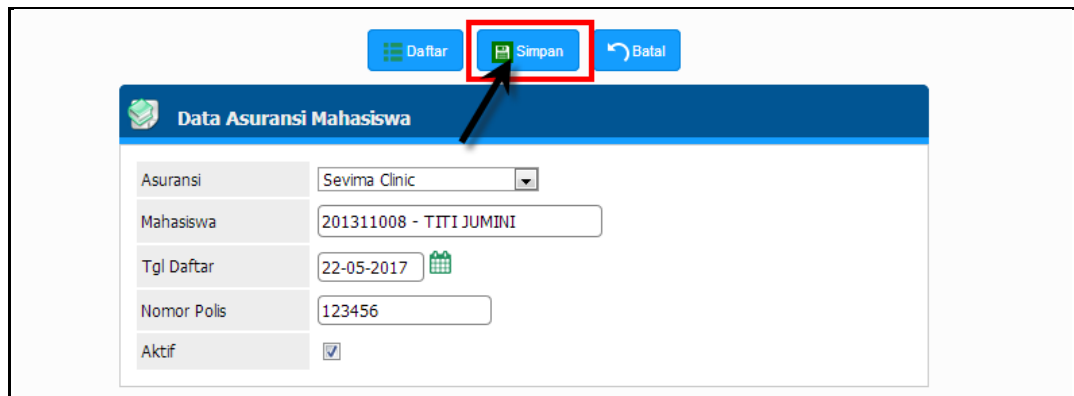 Daftar Simpan Batal
Data Asuransi Mahasiswa
Asuransi Sevima Clinic
Mahasiswa 201311008 - TITI JUMINI
Tgl Daftar 22-05-2017
Nomor Polis 123456
Aktif